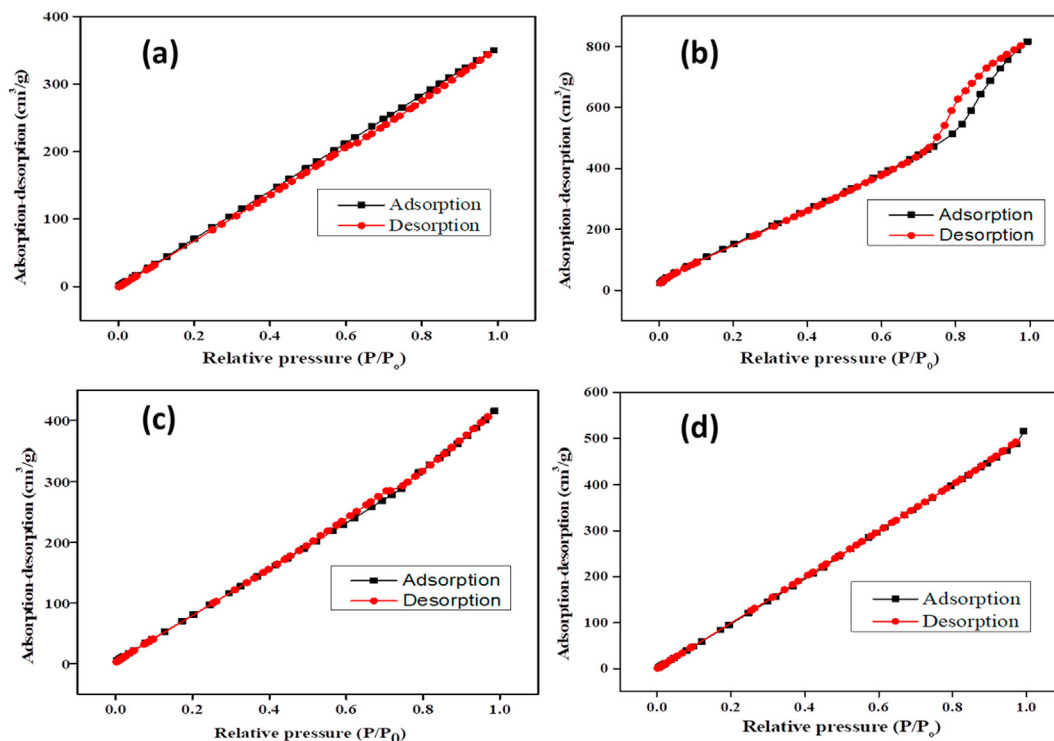 (a)
Adsorption-desorption (cm³/g)
400
300
200
100
0
Adsorption
Desorption
0.0 0.2 0.4 0.6 0.8 1.0
Relative pressure (P/Pₒ)
(b)
Adsorption-desorption (cm³/g)
800
600
400
200
0
Adsorption
Desorption
0.0 0.2 0.4 0.6 0.8 1.0
Relative pressure (P/P₀)
(c)
Adsorption-desorption (cm³/g)
400
300
200
100
0
Adsorption
Desorption
0.0 0.2 0.4 0.6 0.8 1.0
Relative pressure (P/P0)
(d)
Adsorption-desorption (cm³/g)
600
500
400
300
200
100
0
Adsorption
Desorption
0.0 0.2 0.4 0.6 0.8 1.0
Relative pressure (P/Pₒ)